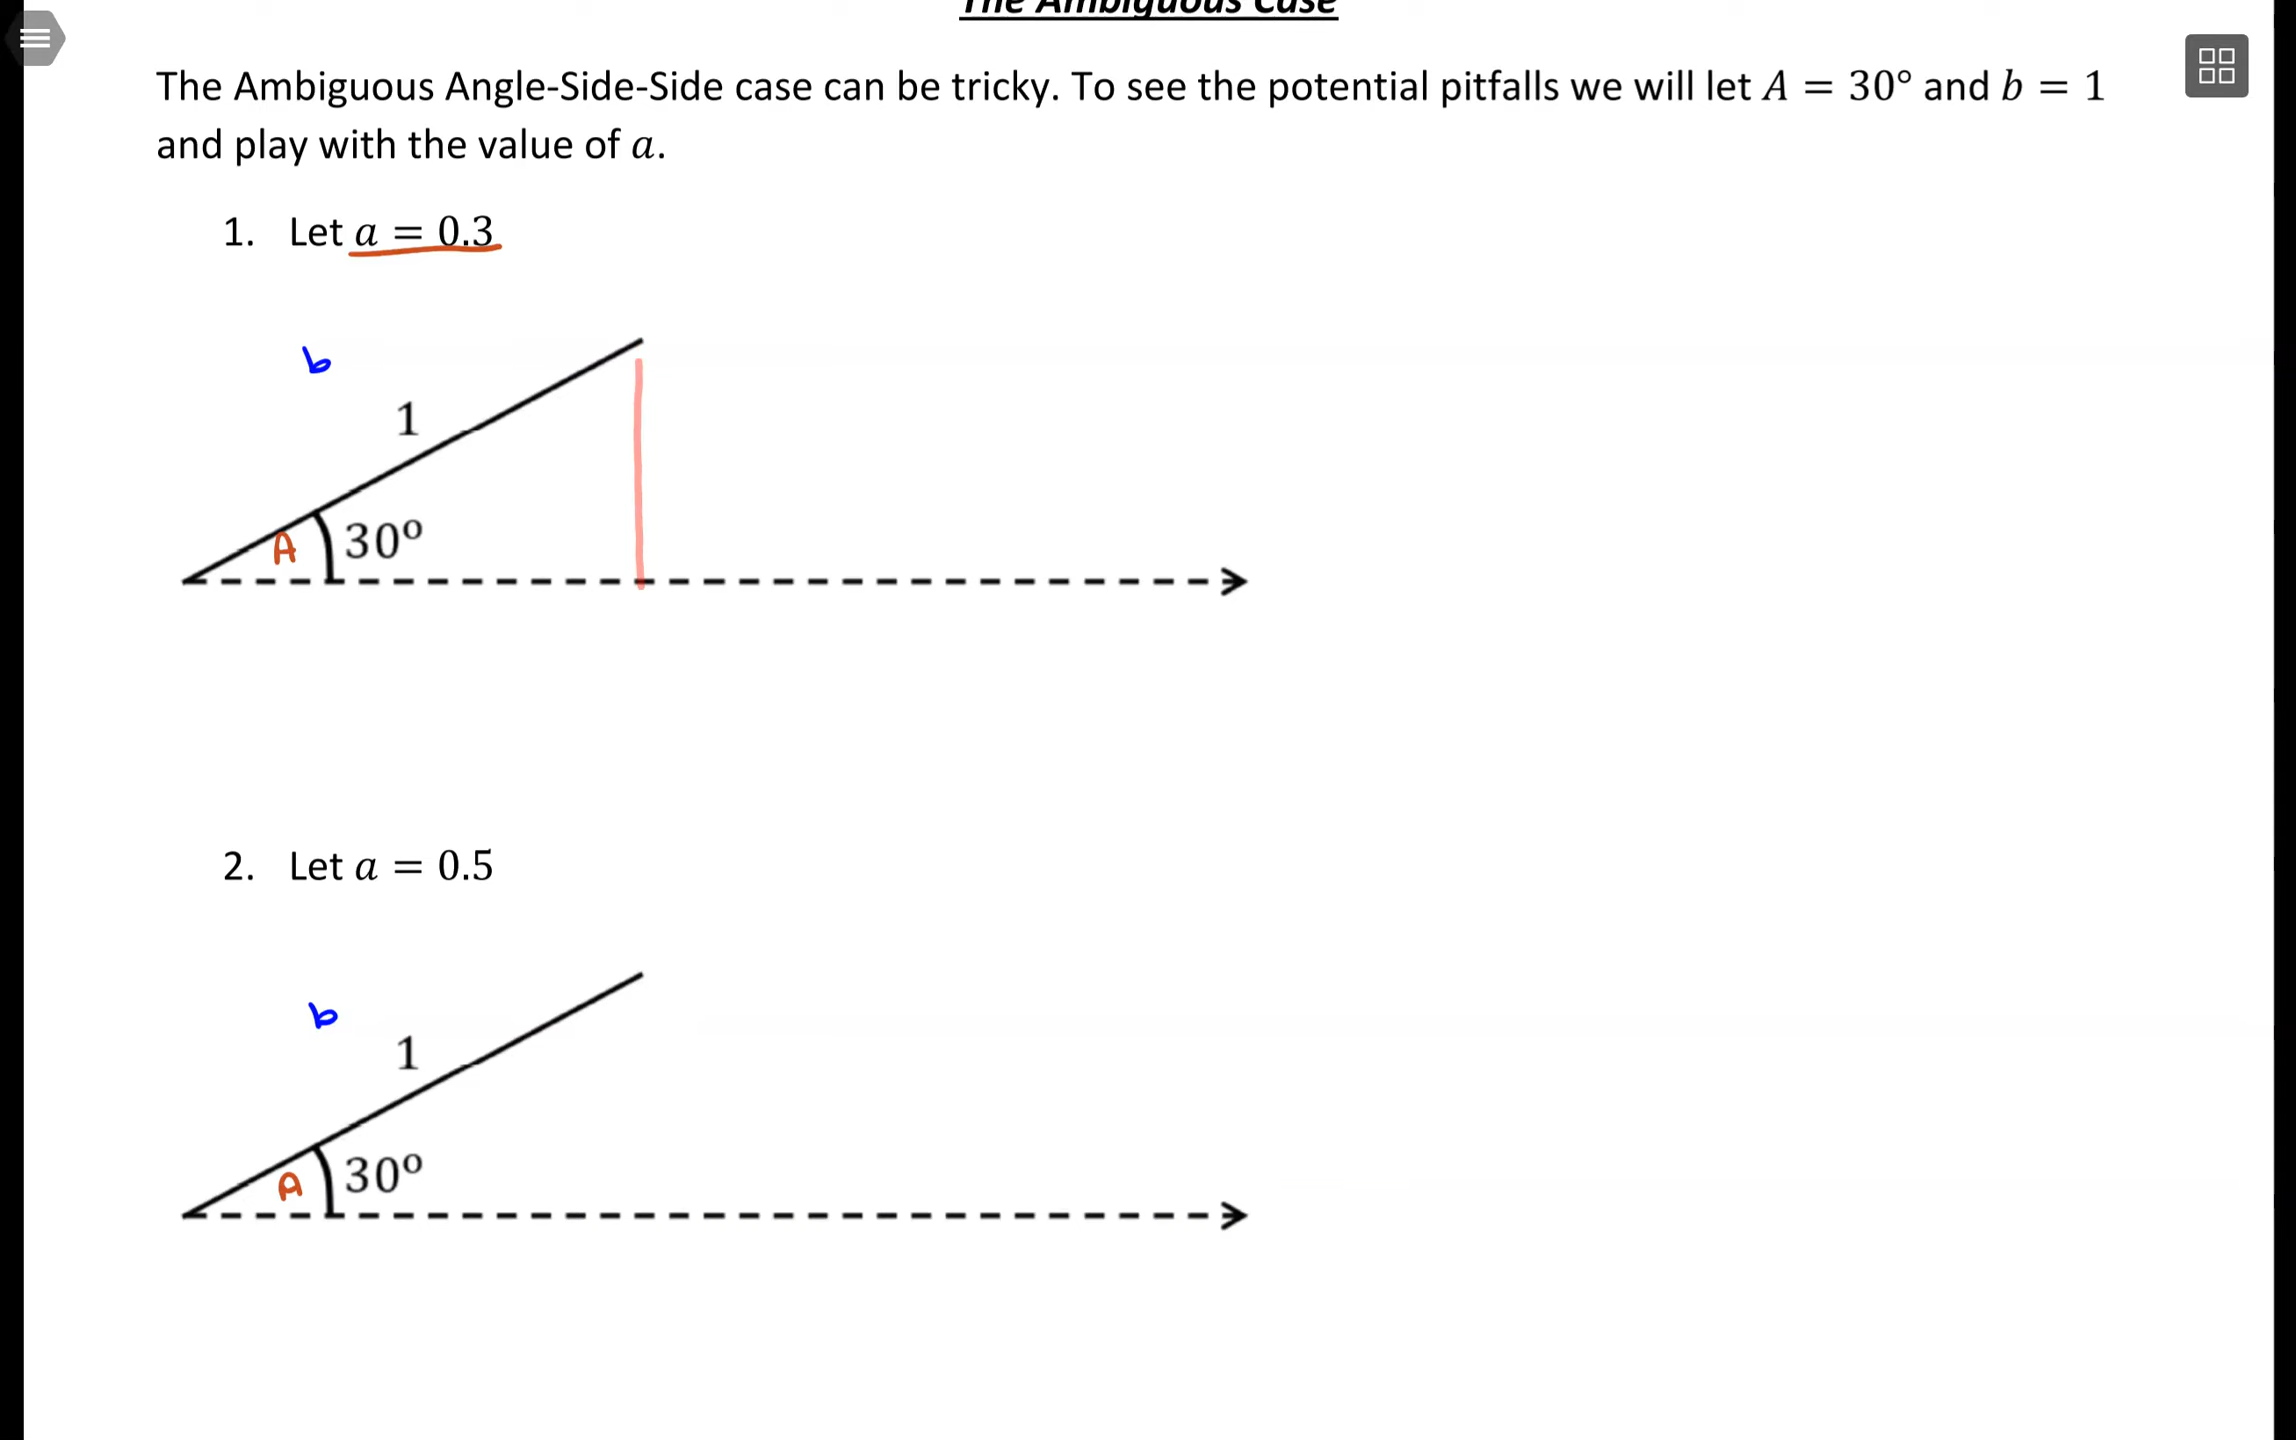 The Ambiguous Case
The Ambiguous Angle-Side-Side case can be tricky. To see the potential pitfalls we will let A = 30° and b = 1
and play with the value of a.
1. Let a = 0.3
b
1
A 30º
2. Let a = 0.5
b
1
A 30º